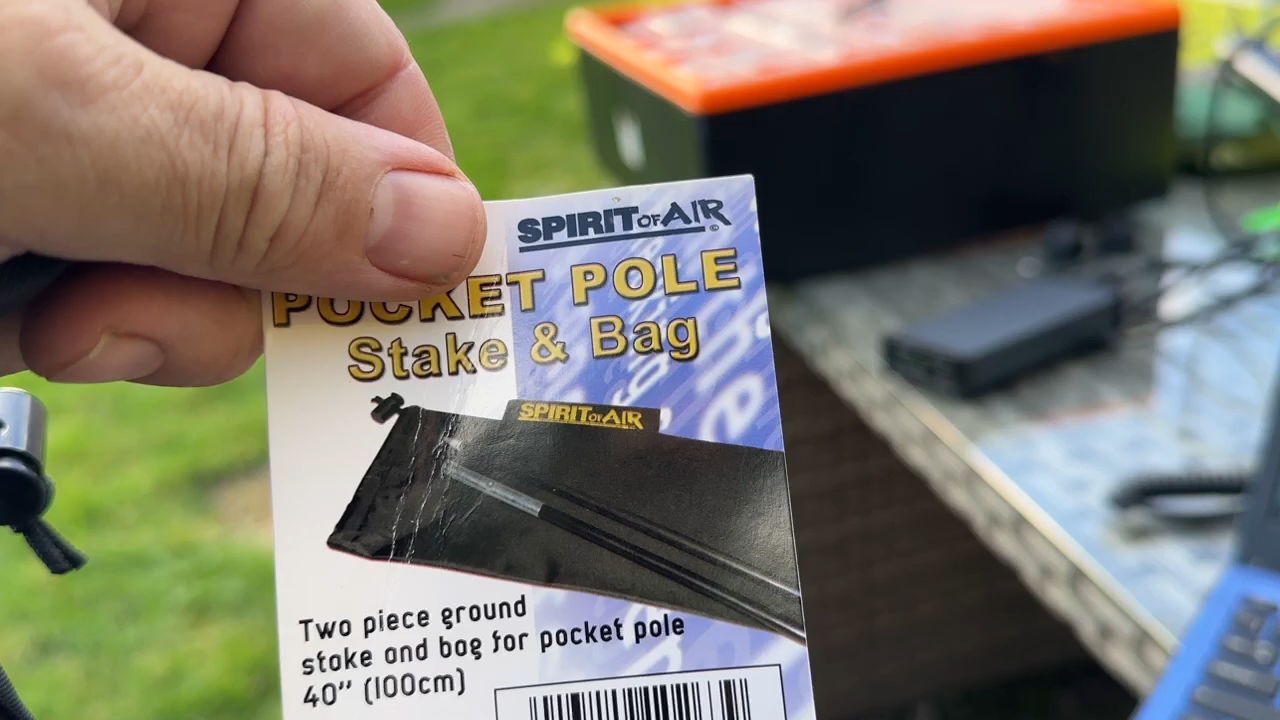 SPIRIT OF AIR
©
POCKET POLE
Stake & Bag
SPIRIT OF AIR
Two piece ground
stake and bag for pocket pole
40” (100cm)